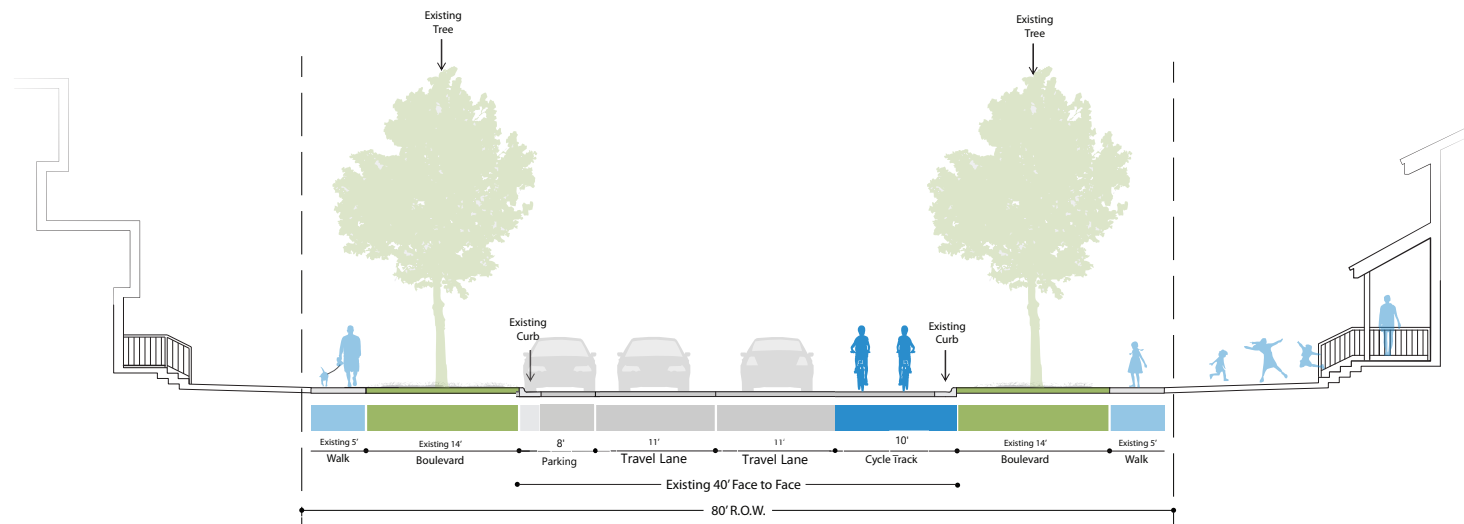 Existing
Tree
Existing
Tree
Existing
Curb
Existing
Curb
Existing 5'
Walk
Existing 14'
Boulevard
8'
Parking
11'
Travel Lane
11'
Travel Lane
10'
Cycle Track
Existing 14'
Boulevard
Existing 5'
Walk
Existing 40' Face to Face
80' R.O.W.